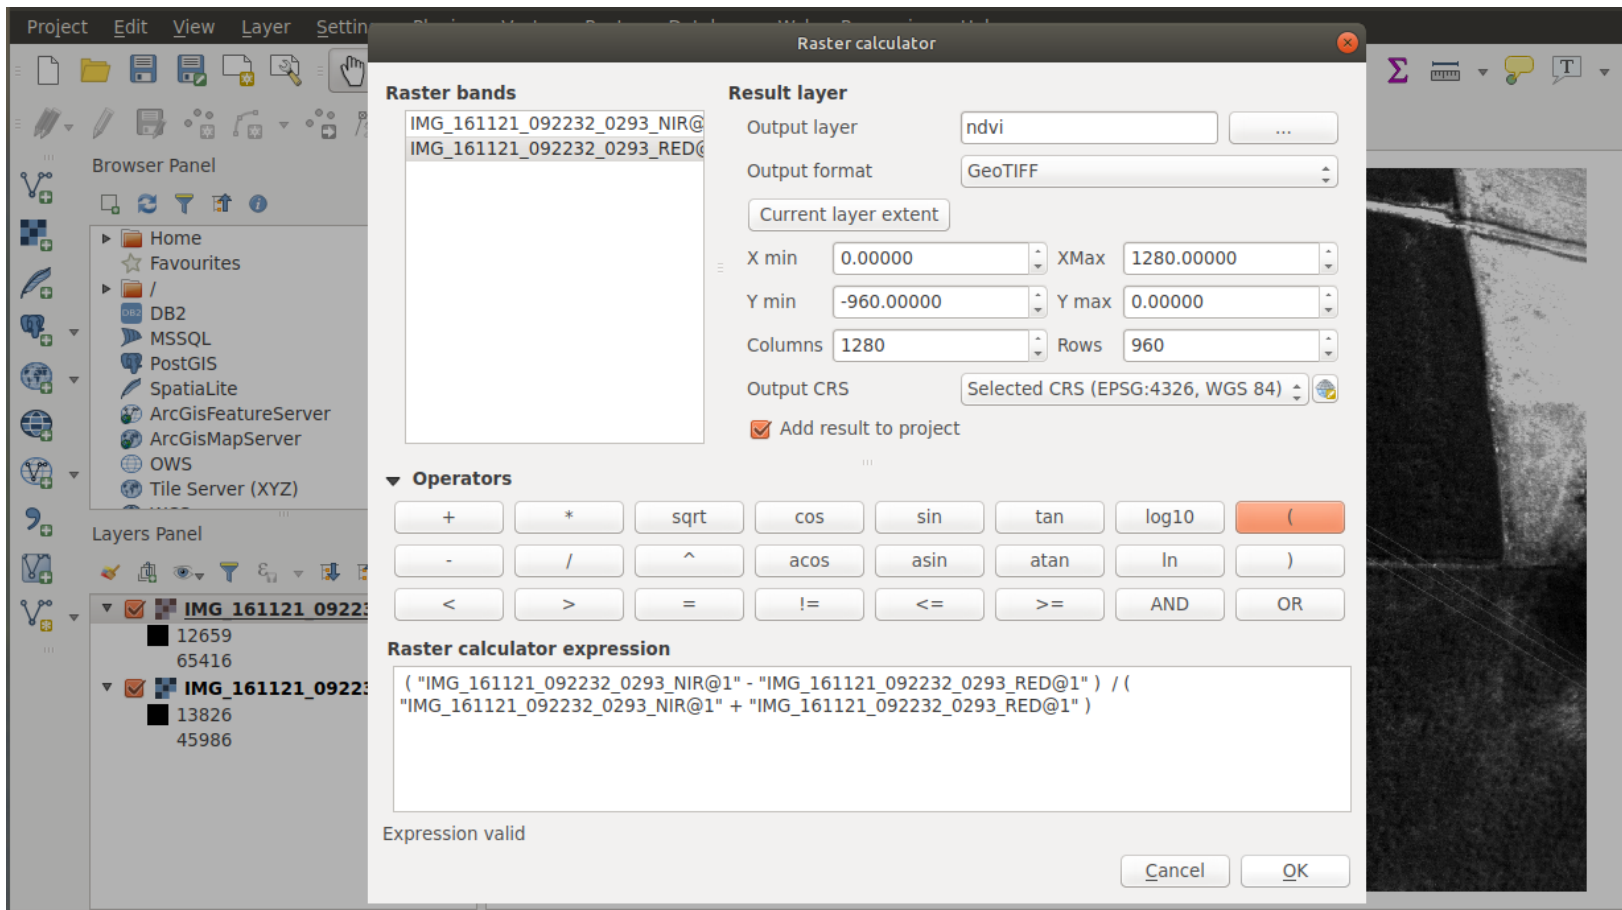 Project Edit View Layer
Raster calculator
Raster bands
IMG_161121_092232_0293_NIR@
IMG_161121_092232_0293_RED@
Result layer
Output layer ndvi ...
Output format GeoTIFF
Current layer extent
X min 0.00000 XMax 1280.00000
Y min -960.00000 Y max 0.00000
Columns 1280 Rows 960
Output CRS Selected CRS (EPSG:4326, WGS 84)
Add result to project
Operators
+ * sqrt cos sin tan log10 (
- / ^ acos asin atan ln )
< > = != <= >= AND OR
Raster calculator expression
( "IMG_161121_092232_0293_NIR@1" - "IMG_161121_092232_0293_RED@1" ) / (
"IMG_161121_092232_0293_NIR@1" + "IMG_161121_092232_0293_RED@1" )
Expression valid
Cancel OK
Browser Panel
Home
Favourites
/
DB2
MSSQL
PostGIS
SpatiaLite
ArcGisFeatureServer
ArcGisMapServer
OWS
Tile Server (XYZ)
Layers Panel
IMG_161121_0922
12659
65416
IMG_161121_0922
13826
45986